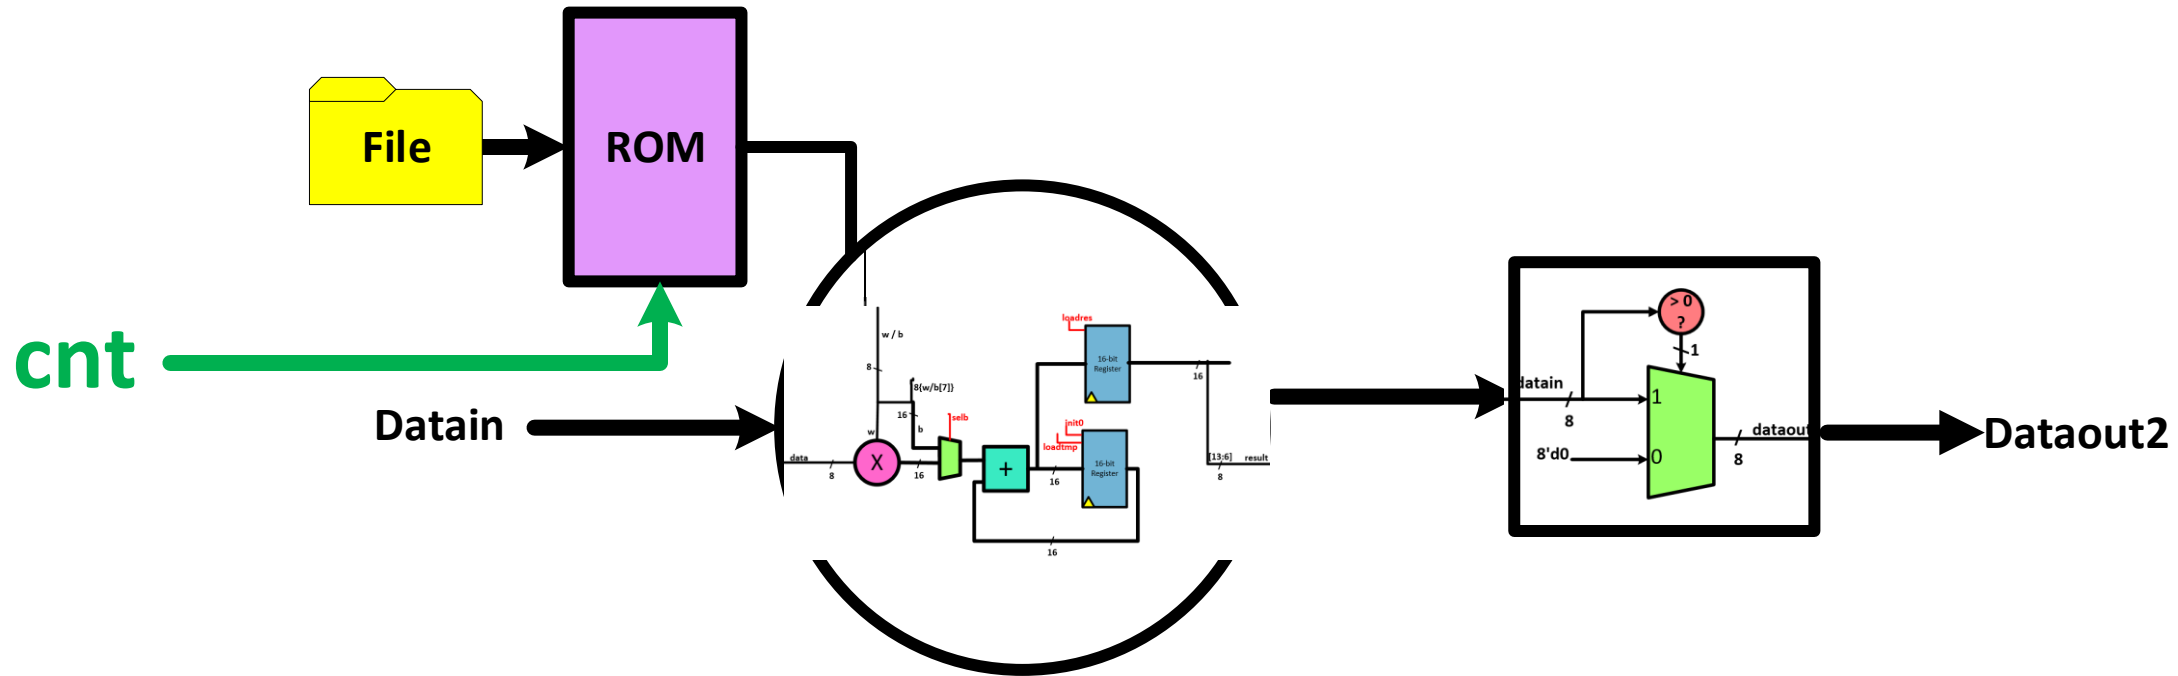 File
ROM
cnt
Datain
w / b
8
8{w/b[7]}
16
b
w
selb
data
8
X
16
+
16
loadres
16-bit
Register
init0
loadtmp
16-bit
Register
16
16
[13:6]
result
8
> 0
?
1
datain
8
1
8'd0
0
dataout
8
Dataout2